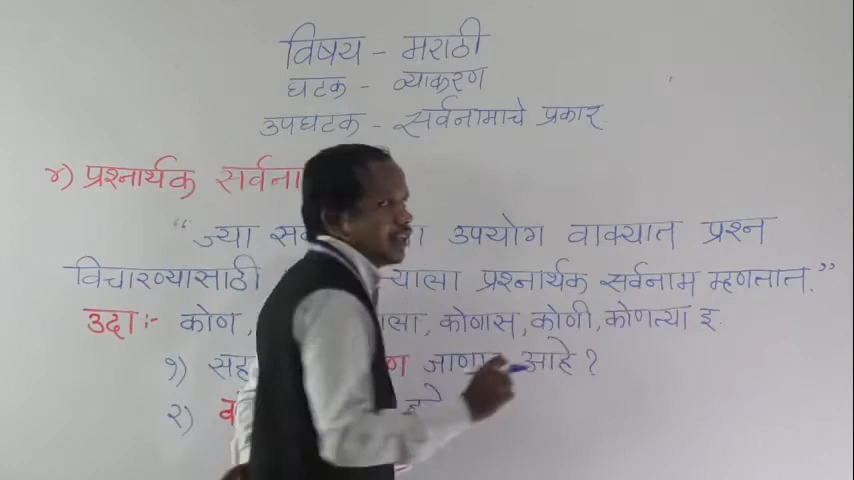 विषय - मराठी
घटक - व्याकरण
उपघटक - सर्वनामाचे प्रकार.
४) प्रश्नार्थक सर्वना
“ ज्या उपयोग वाक्यात प्रश्न
विचारण्यासाठी प्रश्नार्थक सर्वनाम म्हणतात.”
उदा :- कोण, कोणास, कोणी, कोणत्या इ.
१) आहे ?
२)